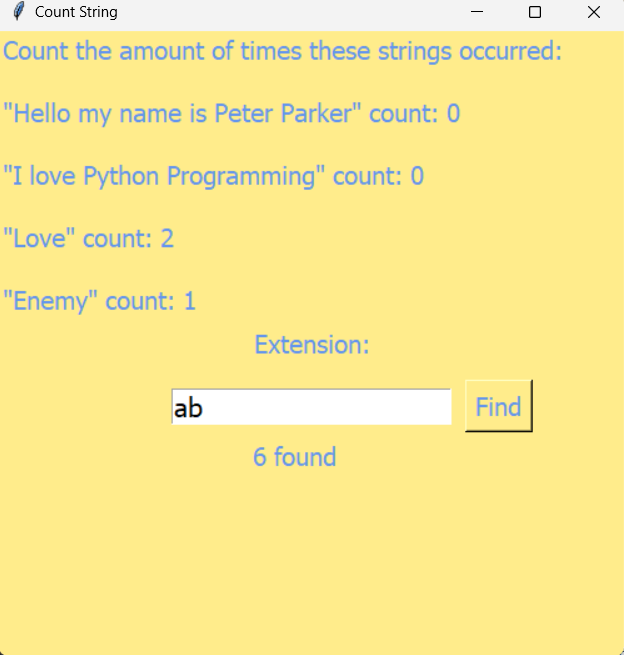 Count String
Count the amount of times these strings occurred:
"Hello my name is Peter Parker" count: 0
"I love Python Programming" count: 0
"Love" count: 2
"Enemy" count: 1
Extension:
ab Find
6 found